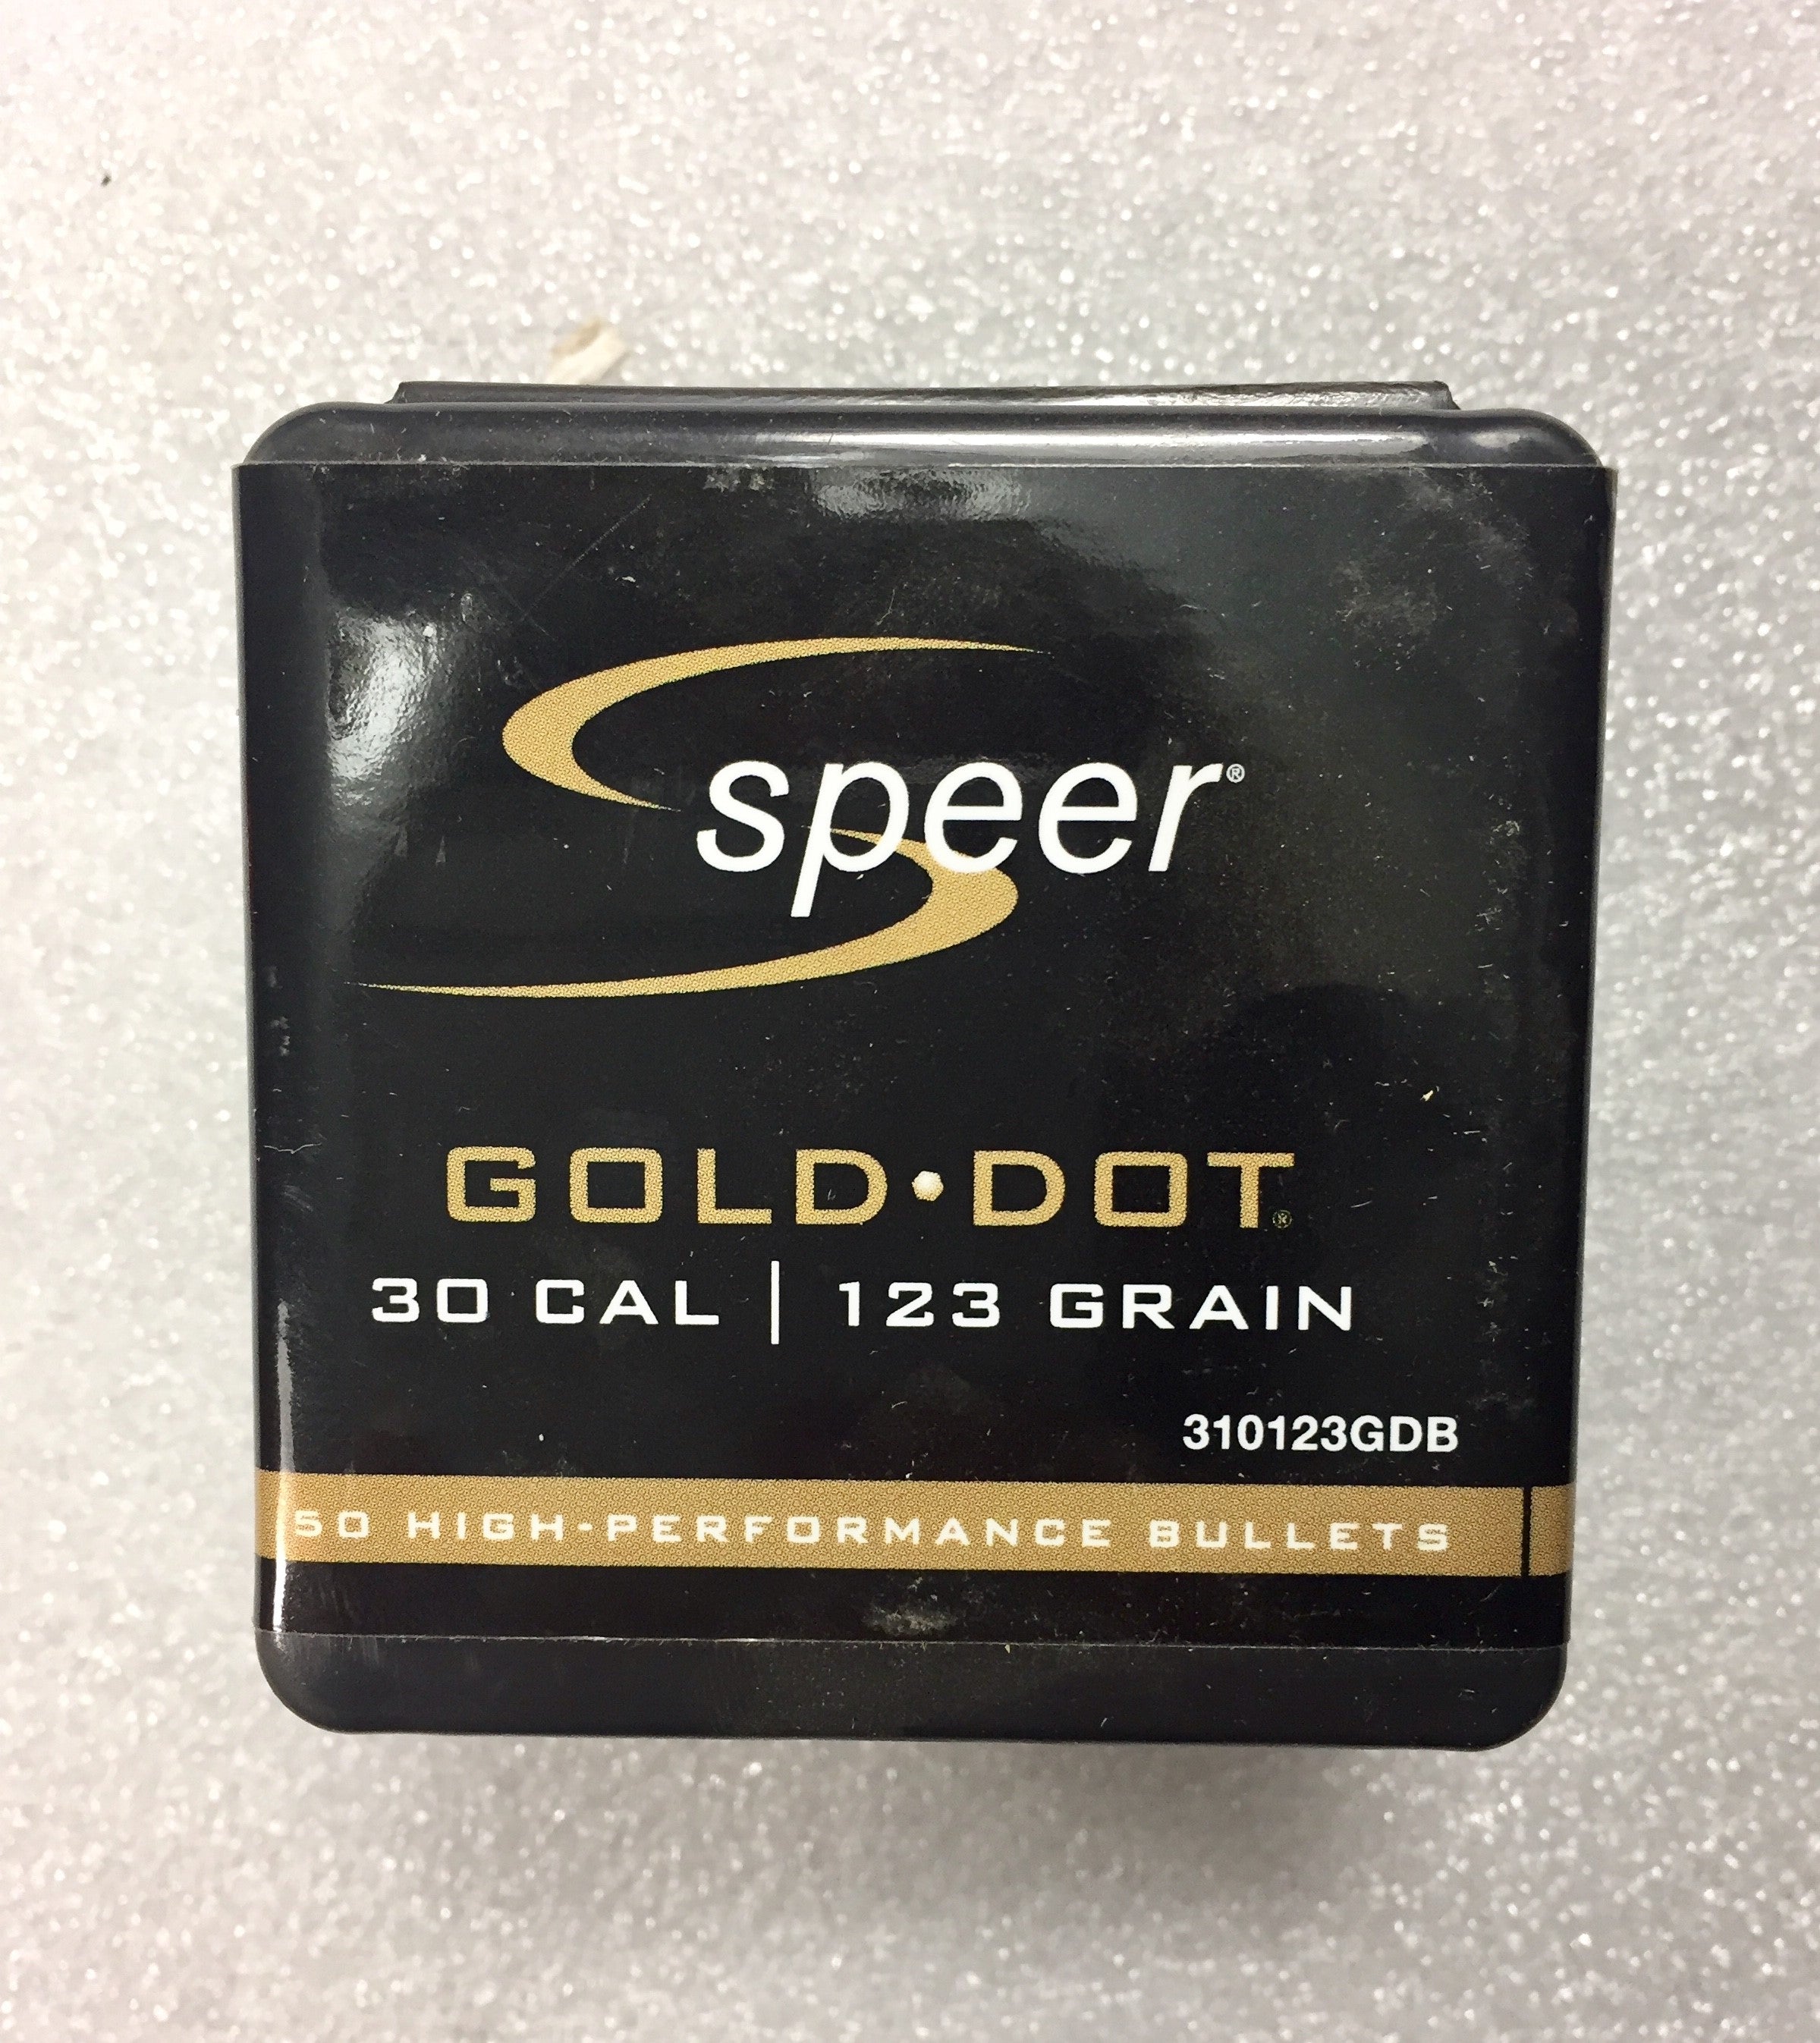 speer®
GOLD•DOT®
30 CAL | 123 GRAIN
310123GDB
50 HIGH-PERFORMANCE BULLETS